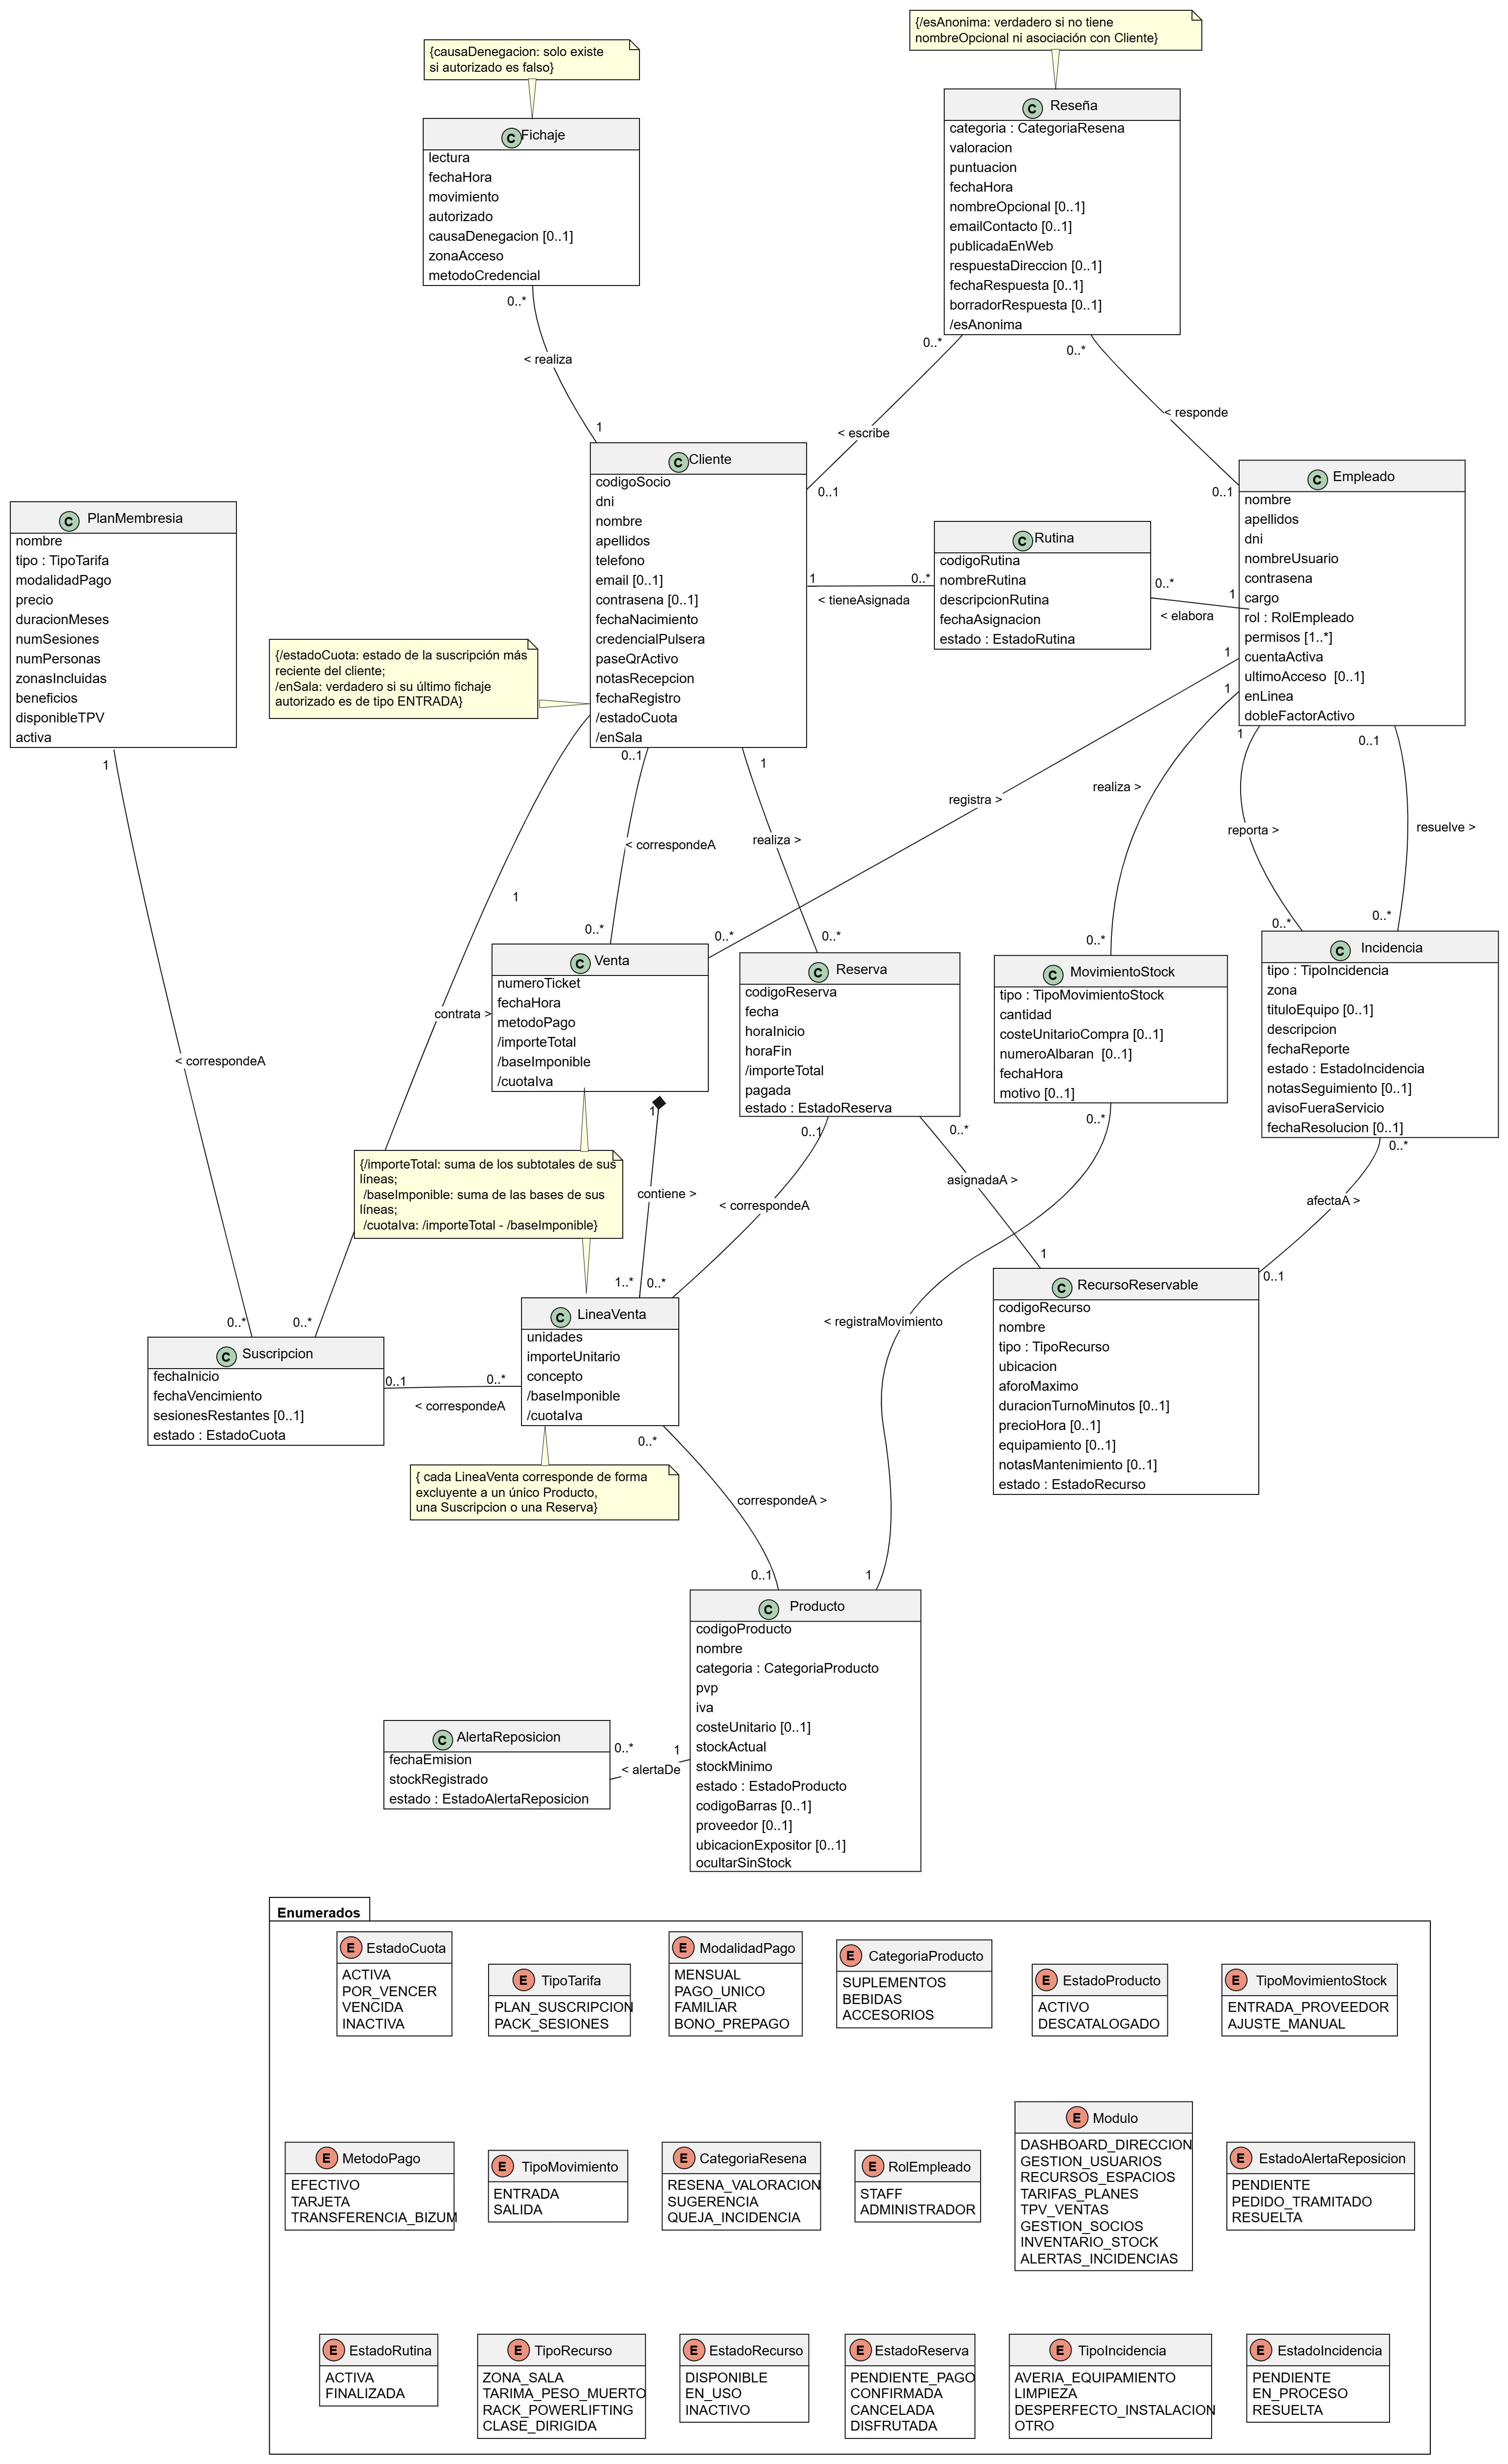 {/esAnonima: verdadero si no tiene
nombreOpcional ni asociación con Cliente}
{causaDenegacion: solo existe
si autorizado es falso}
C Reseña
categoria : CategoriaResena
valoracion
puntuacion
fechaHora
nombreOpcional [0..1]
emailContacto [0..1]
publicadaEnWeb
respuestaDireccion [0..1]
fechaRespuesta [0..1]
borradorRespuesta [0..1]
/esAnonima
C Fichaje
lectura
fechaHora
movimiento
autorizado
causaDenegacion [0..1]
zonaAcceso
metodoCredencial
0..*
< realiza
1
0..*
< escribe
0..1
0..*
< responde
0..1
C Cliente
codigoSocio
dni
nombre
apellidos
telefono
email [0..1]
contrasena [0..1]
fechaNacimiento
credencialPulsera
paseQrActivo
notasRecepcion
fechaRegistro
/estadoCuota
/enSala
C Empleado
nombre
apellidos
dni
nombreUsuario
contrasena
cargo
rol : RolEmpleado
permisos [1..*]
cuentaActiva
ultimoAcceso [0..1]
enLinea
dobleFactorActivo
C PlanMembresia
nombre
tipo : TipoTarifa
modalidadPago
precio
duracionMeses
numSesiones
numPersonas
zonasIncluidas
beneficios
disponibleTPV
activa
C Rutina
codigoRutina
nombreRutina
descripcionRutina
fechaAsignacion
estado : EstadoRutina
1
0..*
< tieneAsignada
0..*
1
< elabora
{/estadoCuota: estado de la suscripción más
reciente del cliente;
/enSala: verdadero si su último fichaje
autorizado es de tipo ENTRADA}
1
1
1
0..1
1
1
0..1
registra >
realiza >
reporta >
resuelve >
< correspondeA
realiza >
1
0..*
0..*
0..*
0..*
0..*
0..*
C Venta
numeroTicket
fechaHora
metodoPago
/importeTotal
/baseImponible
/cuotaIva
C Reserva
codigoReserva
fecha
horaInicio
horaFin
/importeTotal
pagada
estado : EstadoReserva
C MovimientoStock
tipo : TipoMovimientoStock
cantidad
costeUnitarioCompra [0..1]
numeroAlbaran [0..1]
fechaHora
motivo [0..1]
C Incidencia
tipo : TipoIncidencia
zona
tituloEquipo [0..1]
descripcion
fechaReporte
estado : EstadoIncidencia
notasSeguimiento [0..1]
avisoFueraServicio
fechaResolucion [0..1]
contrata >
< correspondeA
1
0..1
0..*
0..*
0..*
{/importeTotal: suma de los subtotales de sus
líneas;
/baseImponible: suma de las bases de sus
líneas;
/cuotaIva: /importeTotal - /baseImponible}
contiene >
< correspondeA
asignadaA >
afectaA >
1..*
0..*
1
0..1
C RecursoReservable
codigoRecurso
nombre
tipo : TipoRecurso
ubicacion
aforoMaximo
duracionTurnoMinutos [0..1]
precioHora [0..1]
equipamiento [0..1]
notasMantenimiento [0..1]
estado : EstadoRecurso
< registraMovimiento
0..*
0..*
C LineaVenta
unidades
importeUnitario
concepto
/baseImponible
/cuotaIva
C Suscripcion
fechaInicio
fechaVencimiento
sesionesRestantes [0..1]
estado : EstadoCuota
0..1
0..*
< correspondeA
0..*
{ cada LineaVenta corresponde de forma
excluyente a un único Producto,
una Suscripcion o una Reserva}
correspondeA >
0..1
1
C Producto
codigoProducto
nombre
categoria : CategoriaProducto
pvp
iva
costeUnitario [0..1]
stockActual
stockMinimo
estado : EstadoProducto
codigoBarras [0..1]
proveedor [0..1]
ubicacionExpositor [0..1]
ocultarSinStock
C AlertaReposicion
fechaEmision
stockRegistrado
estado : EstadoAlertaReposicion
0..*
1
< alertaDe
Enumerados
E EstadoCuota
ACTIVA
POR_VENCER
VENCIDA
INACTIVA
E TipoTarifa
PLAN_SUSCRIPCION
PACK_SESIONES
E ModalidadPago
MENSUAL
PAGO_UNICO
FAMILIAR
BONO_PREPAGO
E CategoriaProducto
SUPLEMENTOS
BEBIDAS
ACCESORIOS
E EstadoProducto
ACTIVO
DESCATALOGADO
E TipoMovimientoStock
ENTRADA_PROVEEDOR
AJUSTE_MANUAL
E MetodoPago
EFECTIVO
TARJETA
TRANSFERENCIA_BIZUM
E TipoMovimiento
ENTRADA
SALIDA
E CategoriaResena
RESENA_VALORACION
SUGERENCIA
QUEJA_INCIDENCIA
E RolEmpleado
STAFF
ADMINISTRADOR
E Modulo
DASHBOARD_DIRECCION
GESTION_USUARIOS
RECURSOS_ESPACIOS
TARIFAS_PLANES
TPV_VENTAS
GESTION_SOCIOS
INVENTARIO_STOCK
ALERTAS_INCIDENCIAS
E EstadoAlertaReposicion
PENDIENTE
PEDIDO_TRAMITADO
RESUELTA
E EstadoRutina
ACTIVA
FINALIZADA
E TipoRecurso
ZONA_SALA
TARIMA_PESO_MUERTO
RACK_POWERLIFTING
CLASE_DIRIGIDA
E EstadoRecurso
DISPONIBLE
EN_USO
INACTIVO
E EstadoReserva
PENDIENTE_PAGO
CONFIRMADA
CANCELADA
DISFRUTADA
E TipoIncidencia
AVERIA_EQUIPAMIENTO
LIMPIEZA
DESPERFECTO_INSTALACION
OTRO
E EstadoIncidencia
PENDIENTE
EN_PROCESO
RESUELTA